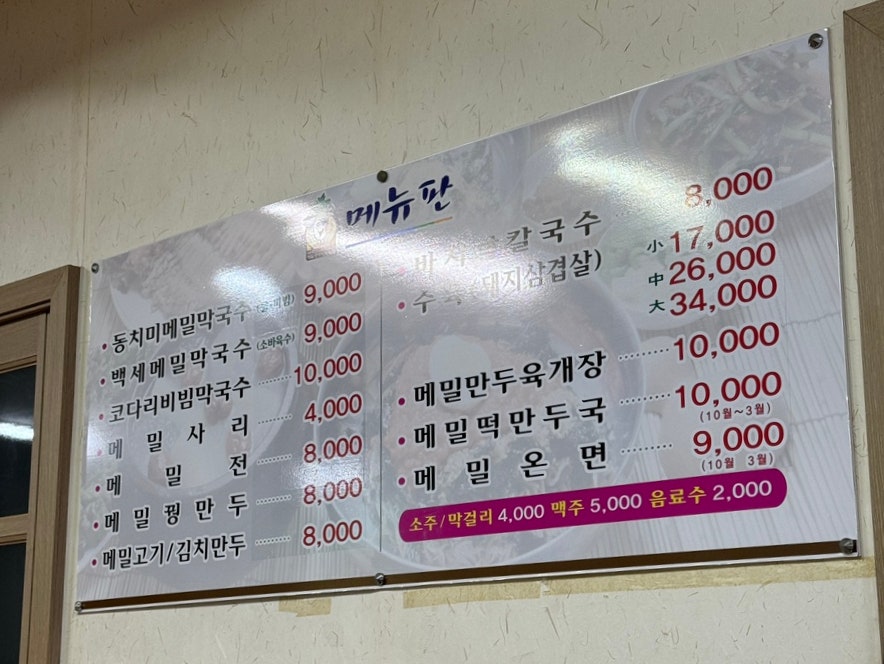 메뉴판
동치미메밀막국수 9,000
백세메밀막국수 (소바육수) 9,000
코다리비빔막국수 10,000
메밀사리 4,000
메밀전 8,000
메밀꿩만두 8,000
메밀고기/김치만두 8,000
칼국수 8,000
(돼지삼겹살) 小 17,000
中 26,000
大 34,000
메밀만두육개장 10,000
메밀떡만두국 10,000
(10월~3월)
메밀온면 9,000
(10월 3월)
소주/막걸리 4,000 맥주 5,000 음료수 2,000